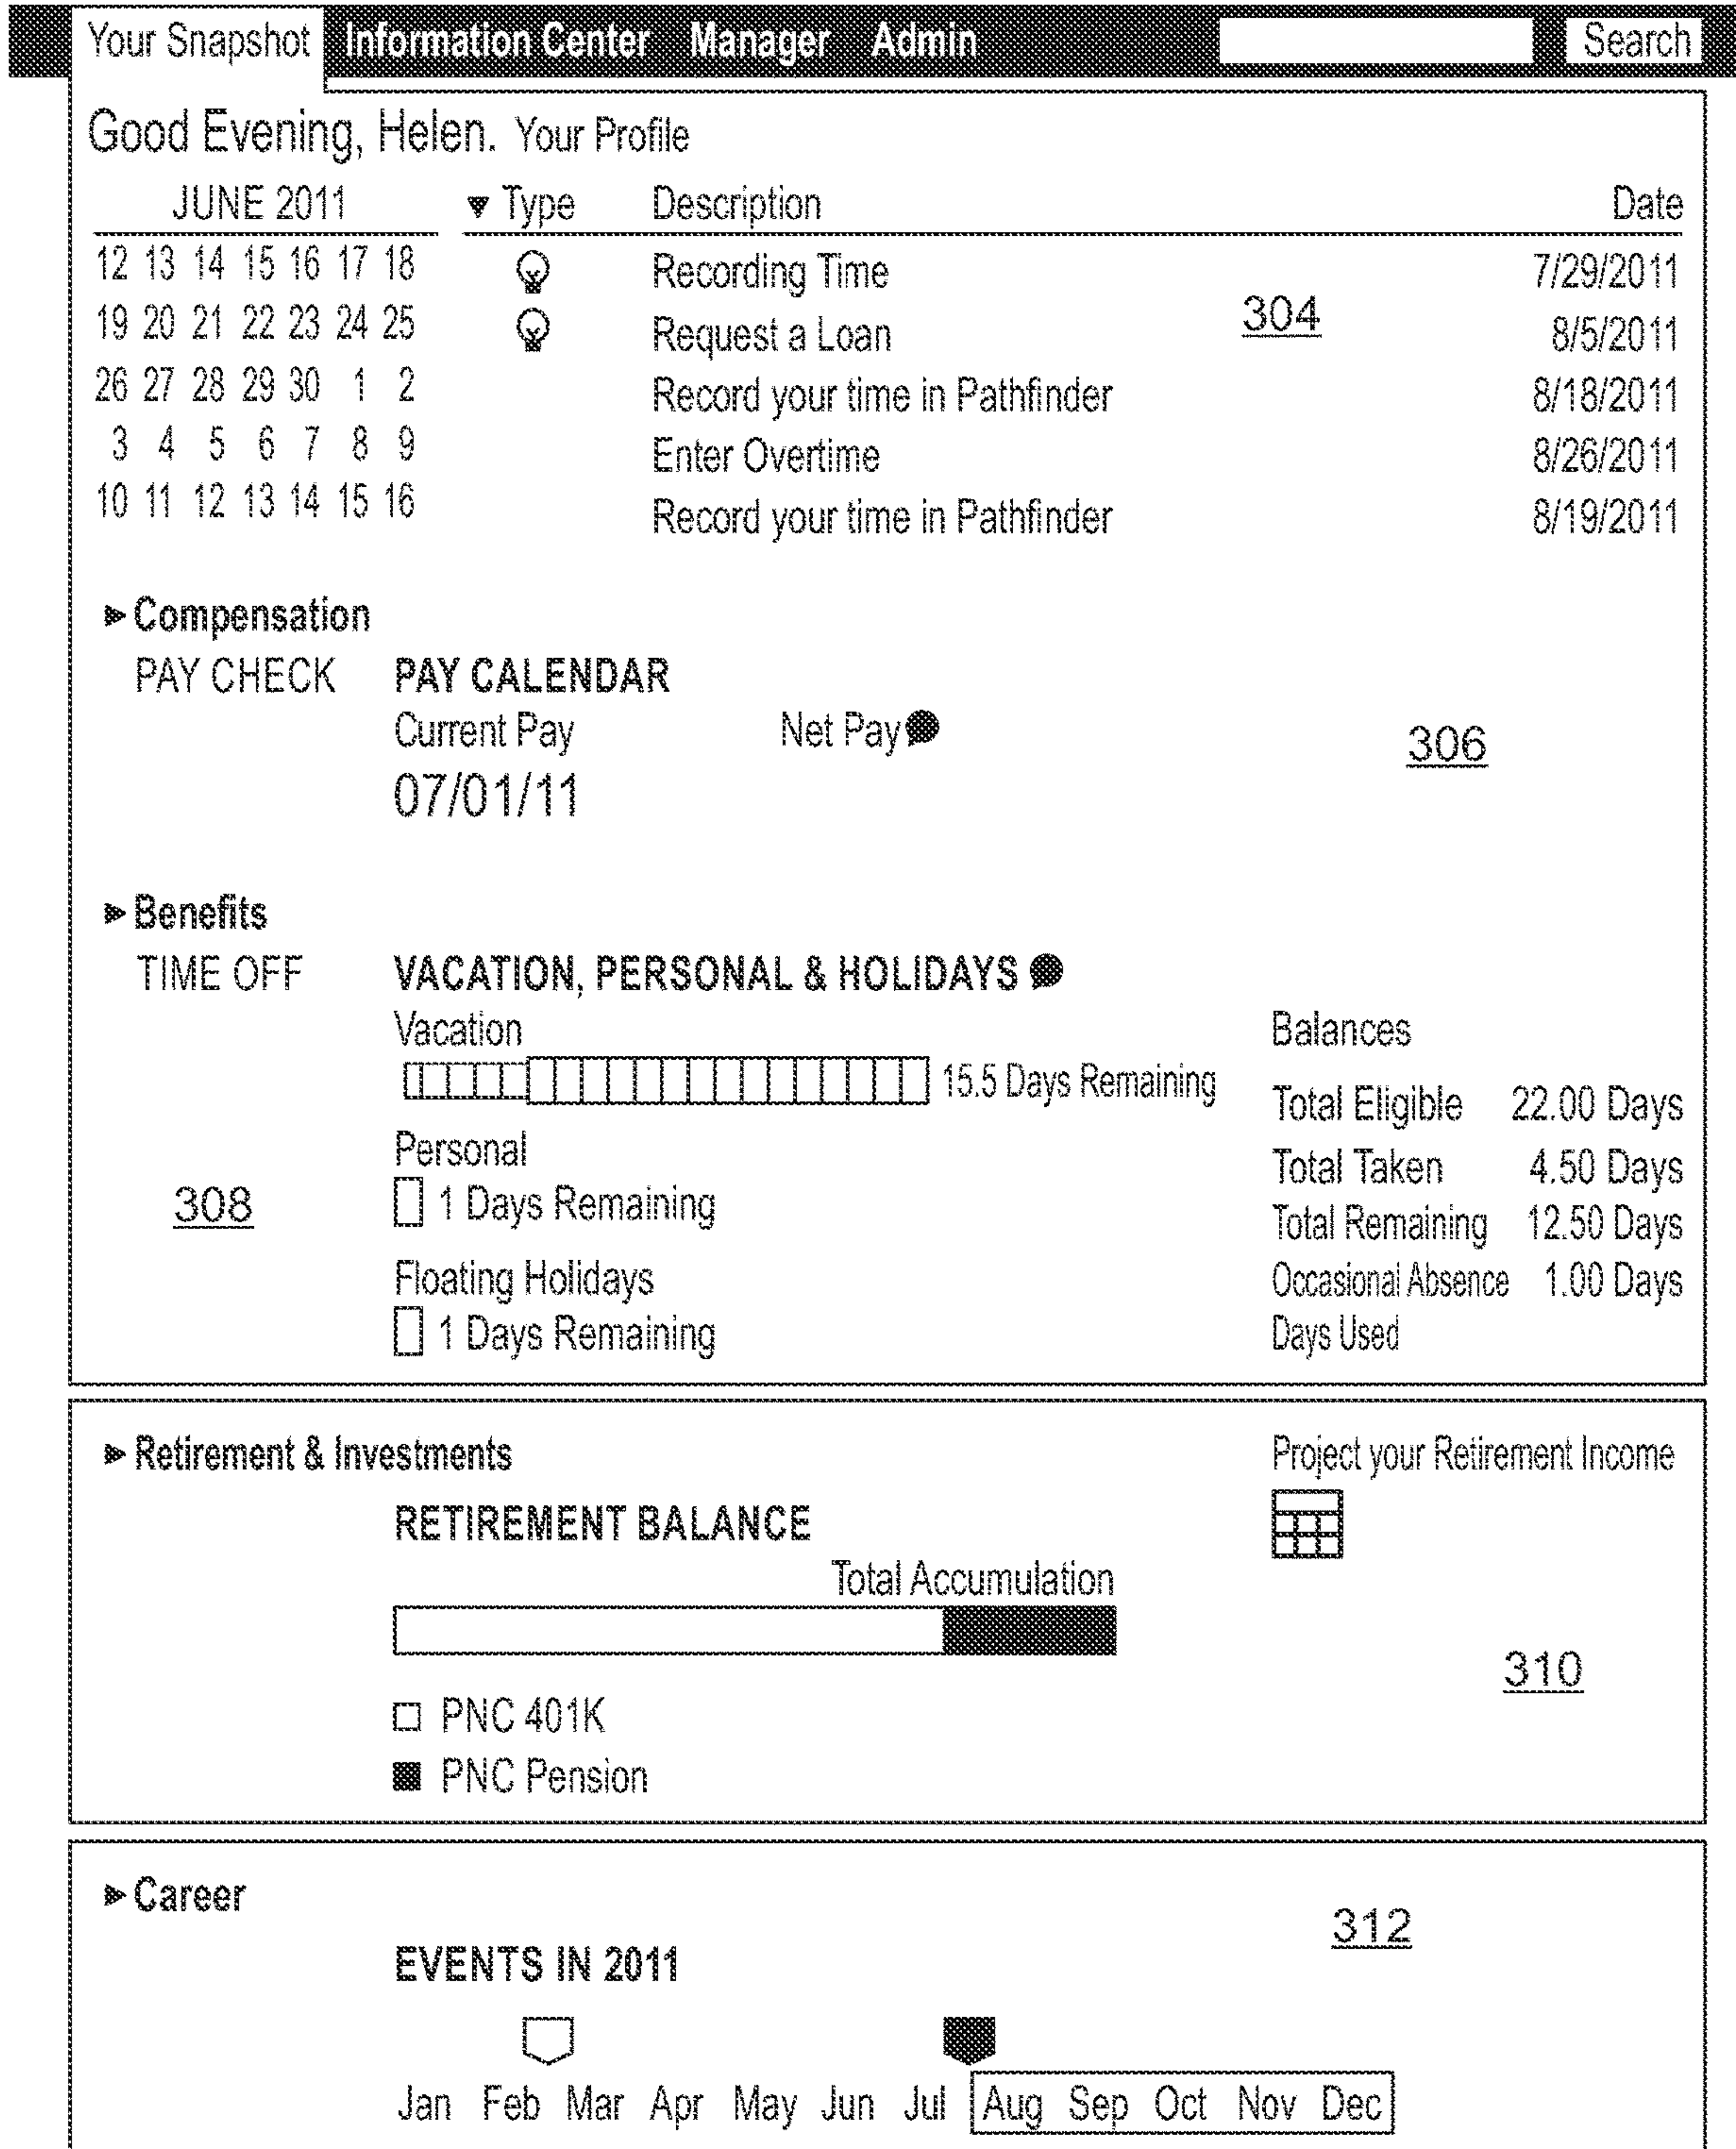 Your Snapshot Information Center Manager Admin Search
Good Evening, Helen. Your Profile
JUNE 2011 Type Description Date
12 13 14 15 16 17 18 Recording Time 7/29/2011
304
19 20 21 22 23 24 25 Request a Loan 8/5/2011
26 27 28 29 30 1 2 Record your time in Pathfinder 8/18/2011
3 4 5 6 7 8 9 Enter Overtime 8/26/2011
10 11 12 13 14 15 16 Record your time in Pathfinder 8/19/2011
Compensation
PAY CHECK PAY CALENDAR
Current Pay Net Pay 306
07/01/11
Benefits
TIME OFF VACATION, PERSONAL & HOLIDAYS
Vacation Balances
15.5 Days Remaining Total Eligible 22.00 Days
Personal Total Taken 4.50 Days
308 1 Days Remaining Total Remaining 12.50 Days
Floating Holidays Occasional Absence 1.00 Days
1 Days Remaining Days Used
Retirement & Investments Project your Retirement Income
RETIREMENT BALANCE
Total Accumulation
310
PNC 401K
PNC Pension
Career
312
EVENTS IN 2011
Jan Feb Mar Apr May Jun Jul Aug Sep Oct Nov Dec